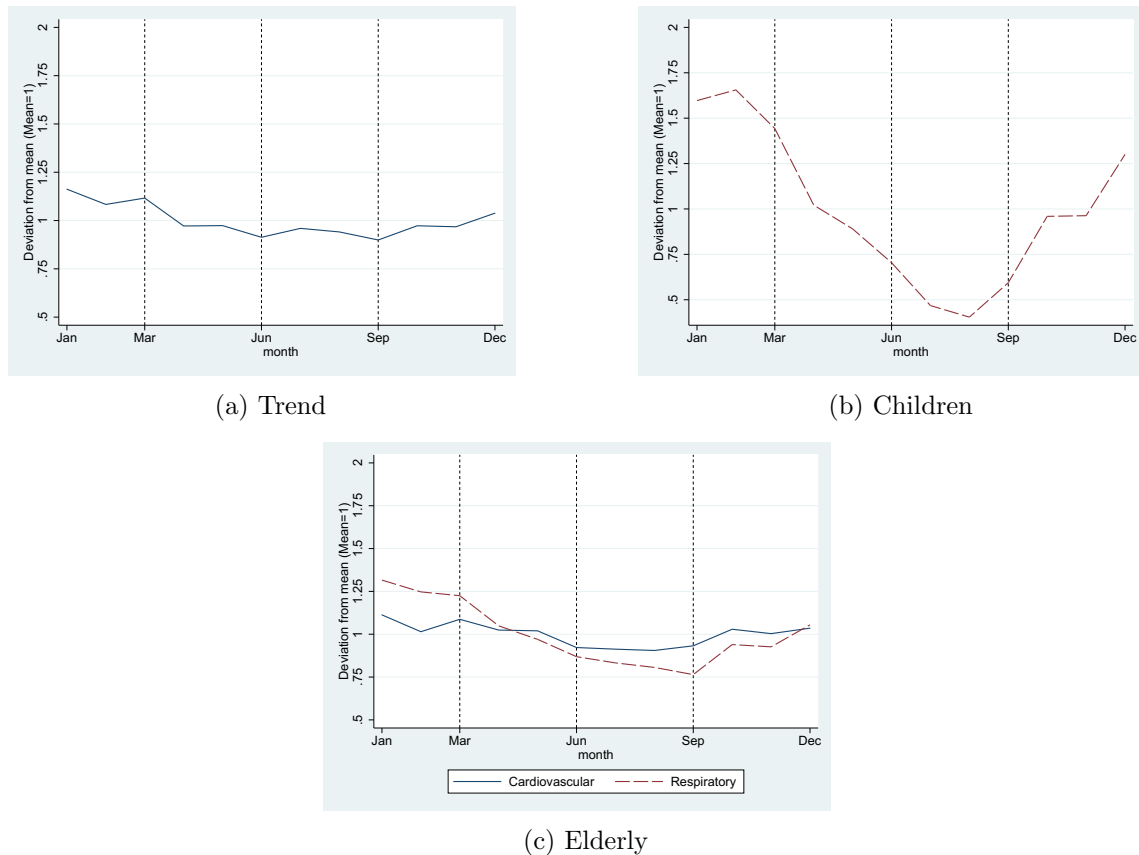 Deviation from mean (Mean=1)
2
1.75
1.5
1.25
1
.75
.5
Jan Mar Jun Sep Dec
month
(a) Trend
Deviation from mean (Mean=1)
2
1.75
1.5
1.25
1
.75
.5
Jan Mar Jun Sep Dec
month
(b) Children
Deviation from mean (Mean=1)
2
1.75
1.5
1.25
1
.75
.5
Jan Mar Jun Sep Dec
month
Cardiovascular Respiratory
(c) Elderly